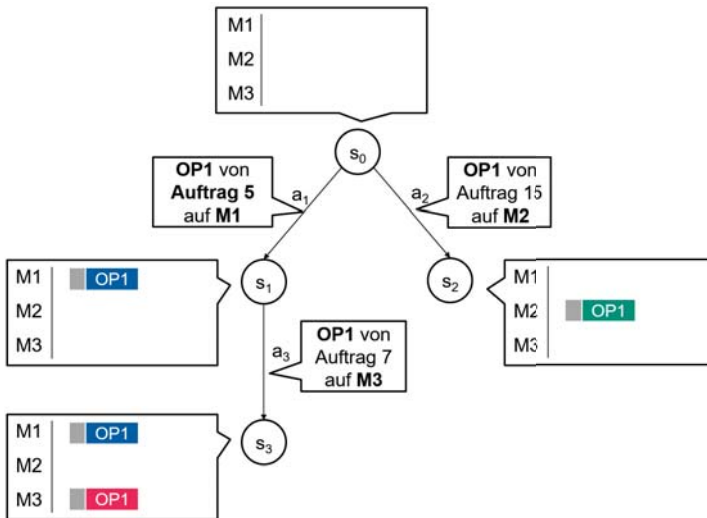 M1
M2
M3
s0
OP1 von
Auftrag 5
auf M1
a1
a2
OP1 von
Auftrag 15
auf M2
M1 OP1
M2
M3
s1
s2
M1
M2 OP1
M3
a3
OP1 von
Auftrag 7
auf M3
M1 OP1
M2
M3 OP1
s3